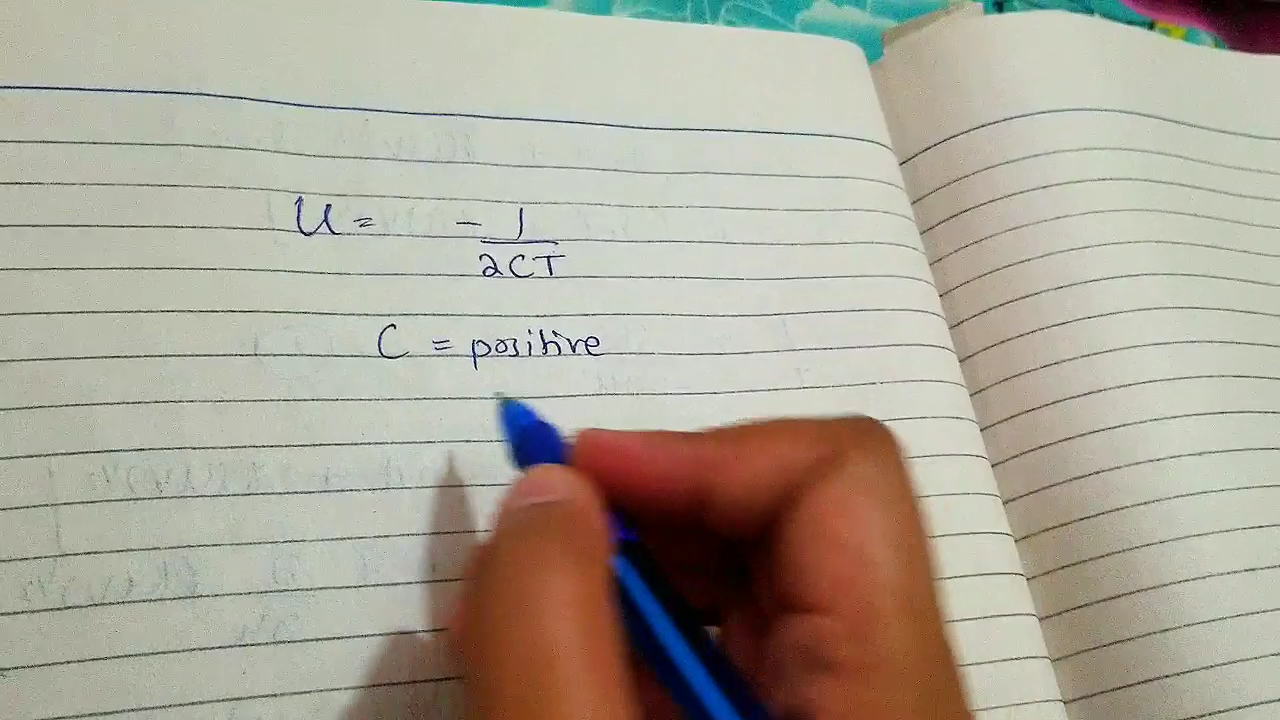 U = - 1
2CT
C = positive